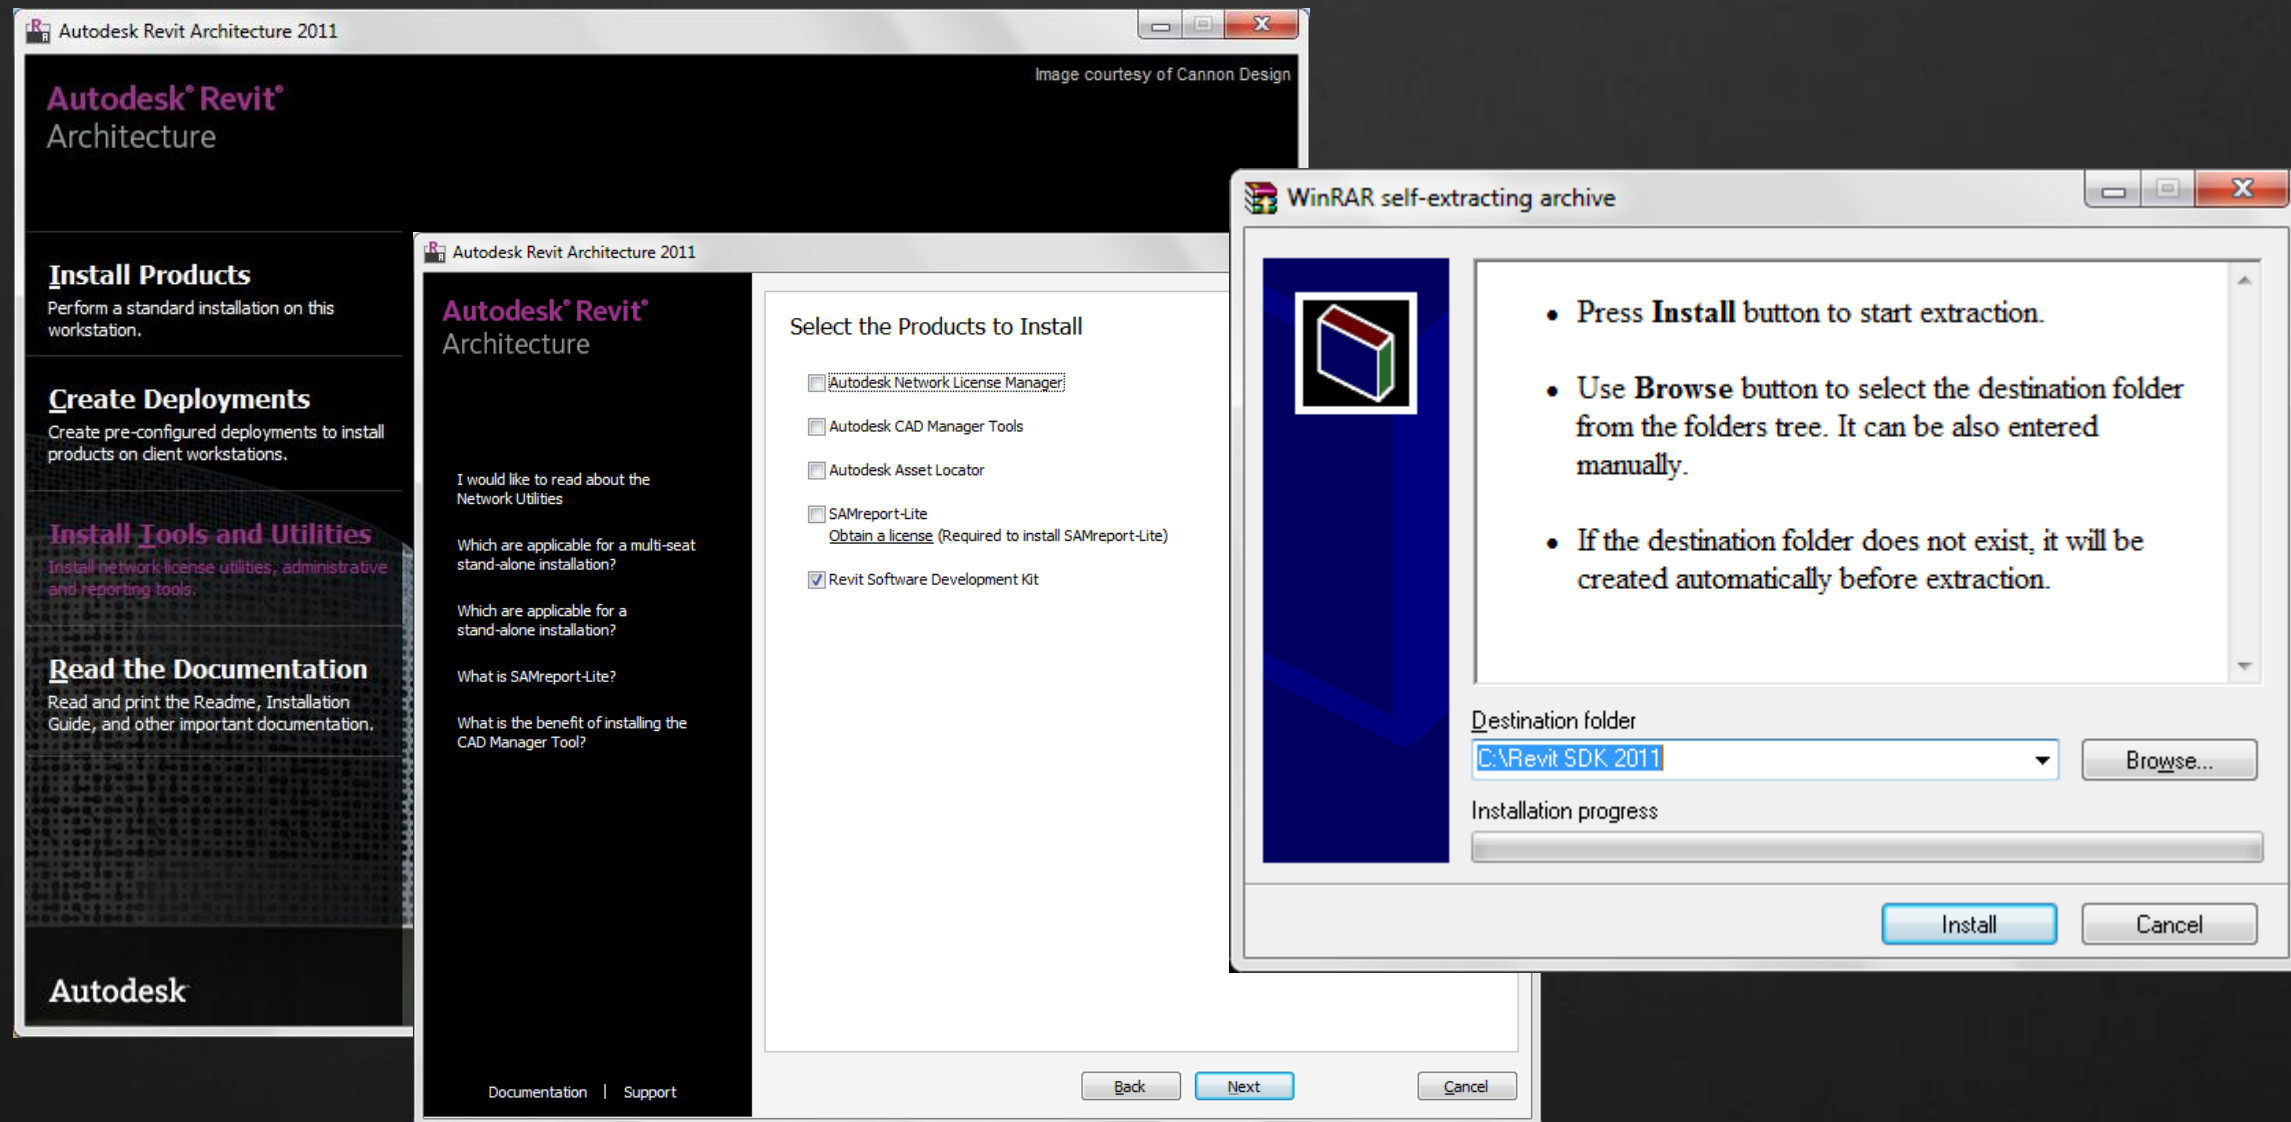 Autodesk Revit Architecture 2011
Image courtesy of Cannon Design
Autodesk® Revit®
Architecture
Install Products
Perform a standard installation on this
workstation.
Create Deployments
Create pre-configured deployments to install
products on client workstations.
Install Tools and Utilities
Install network license utilities, administrative
and reporting tools.
Read the Documentation
Read and print the Readme, Installation
Guide, and other important documentation.
Autodesk
Autodesk Revit Architecture 2011
Autodesk® Revit®
Architecture
I would like to read about the
Network Utilities
Which are applicable for a multi-seat
stand-alone installation?
Which are applicable for a
stand-alone installation?
What is SAMreport-Lite?
What is the benefit of installing the
CAD Manager Tool?
Documentation | Support
Select the Products to Install
Autodesk Network License Manager
Autodesk CAD Manager Tools
Autodesk Asset Locator
SAMreport-Lite
Obtain a license (Required to install SAMreport-Lite)
Revit Software Development Kit
Back Next Cancel
WinRAR self-extracting archive
• Press Install button to start extraction.
• Use Browse button to select the destination folder
from the folders tree. It can be also entered
manually.
• If the destination folder does not exist, it will be
created automatically before extraction.
Destination folder
C:\Revit SDK 2011
Browse...
Installation progress
Install Cancel